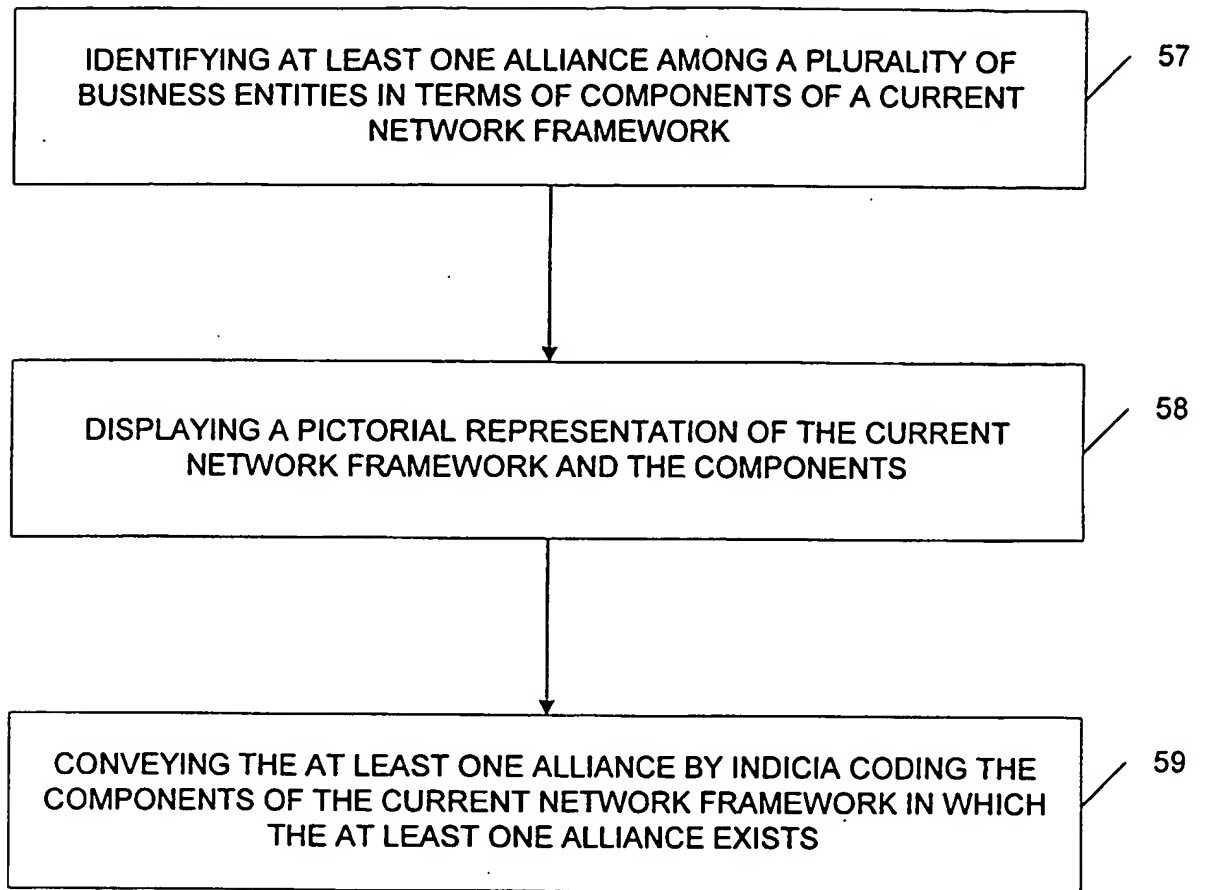 IDENTIFYING AT LEAST ONE ALLIANCE AMONG A PLURALITY OF
BUSINESS ENTITIES IN TERMS OF COMPONENTS OF A CURRENT
NETWORK FRAMEWORK
57
DISPLAYING A PICTORIAL REPRESENTATION OF THE CURRENT
NETWORK FRAMEWORK AND THE COMPONENTS
58
CONVEYING THE AT LEAST ONE ALLIANCE BY INDICIA CODING THE
COMPONENTS OF THE CURRENT NETWORK FRAMEWORK IN WHICH
THE AT LEAST ONE ALLIANCE EXISTS
59